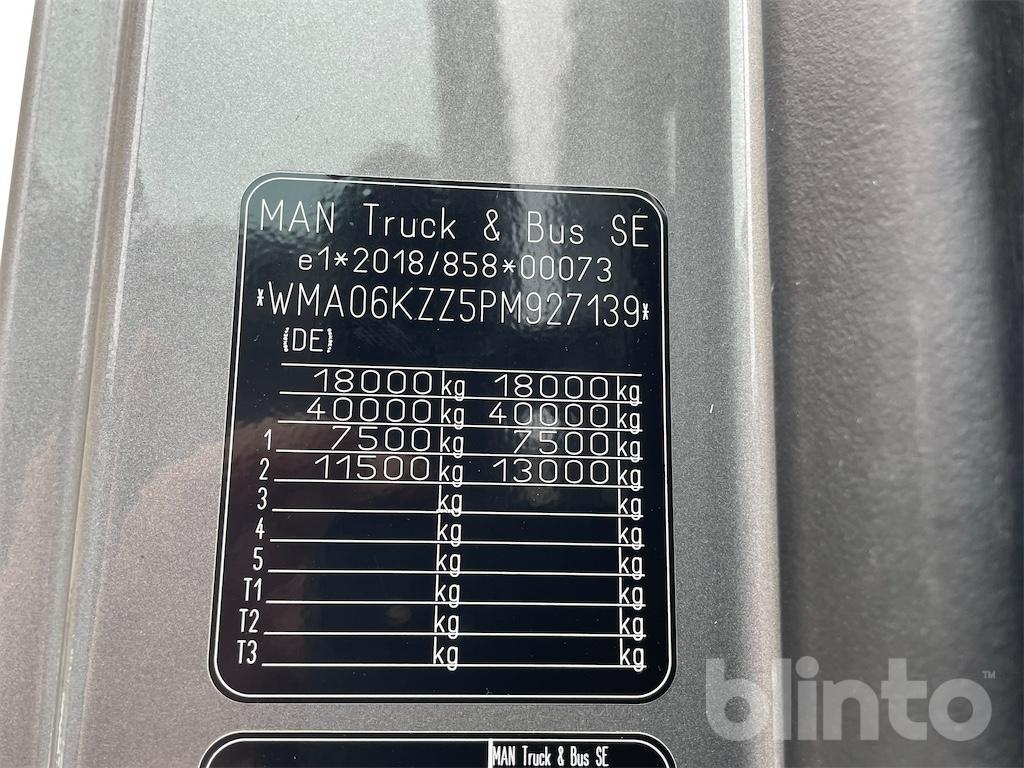 MAN Truck & Bus SE
e1*2018/858*00073
*WMA06KZZ5PM927139*
DE
18000 kg 18000 kg
40000 kg 40000 kg
1 7500 kg 7500 kg
2 11500 kg 13000 kg
3 kg kg
4 kg kg
5 kg kg
T1 kg kg
T2 kg kg
T3 kg kg
blinto™
MAN Truck & Bus SE